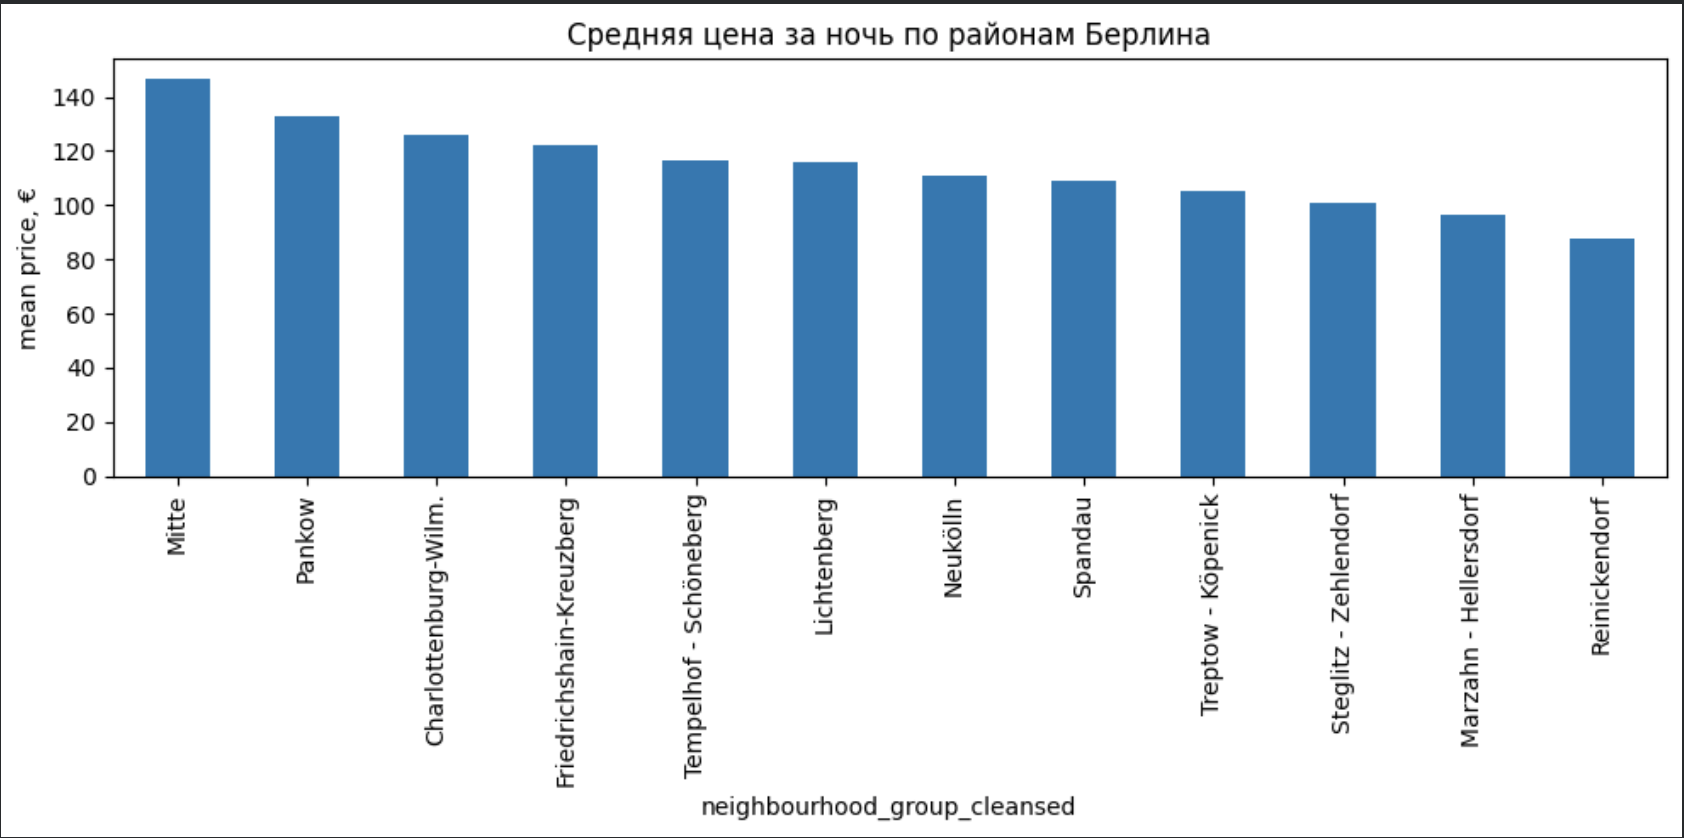 Средняя цена за ночь по районам Берлина
mean price, €
140
120
100
80
60
40
20
0
Mitte
Pankow
Charlottenburg-Wilm.
Friedrichshain-Kreuzberg
Tempelhof - Schöneberg
Lichtenberg
Neukölln
Spandau
Treptow - Köpenick
Steglitz - Zehlendorf
Marzahn - Hellersdorf
Reinickendorf
neighbourhood_group_cleansed